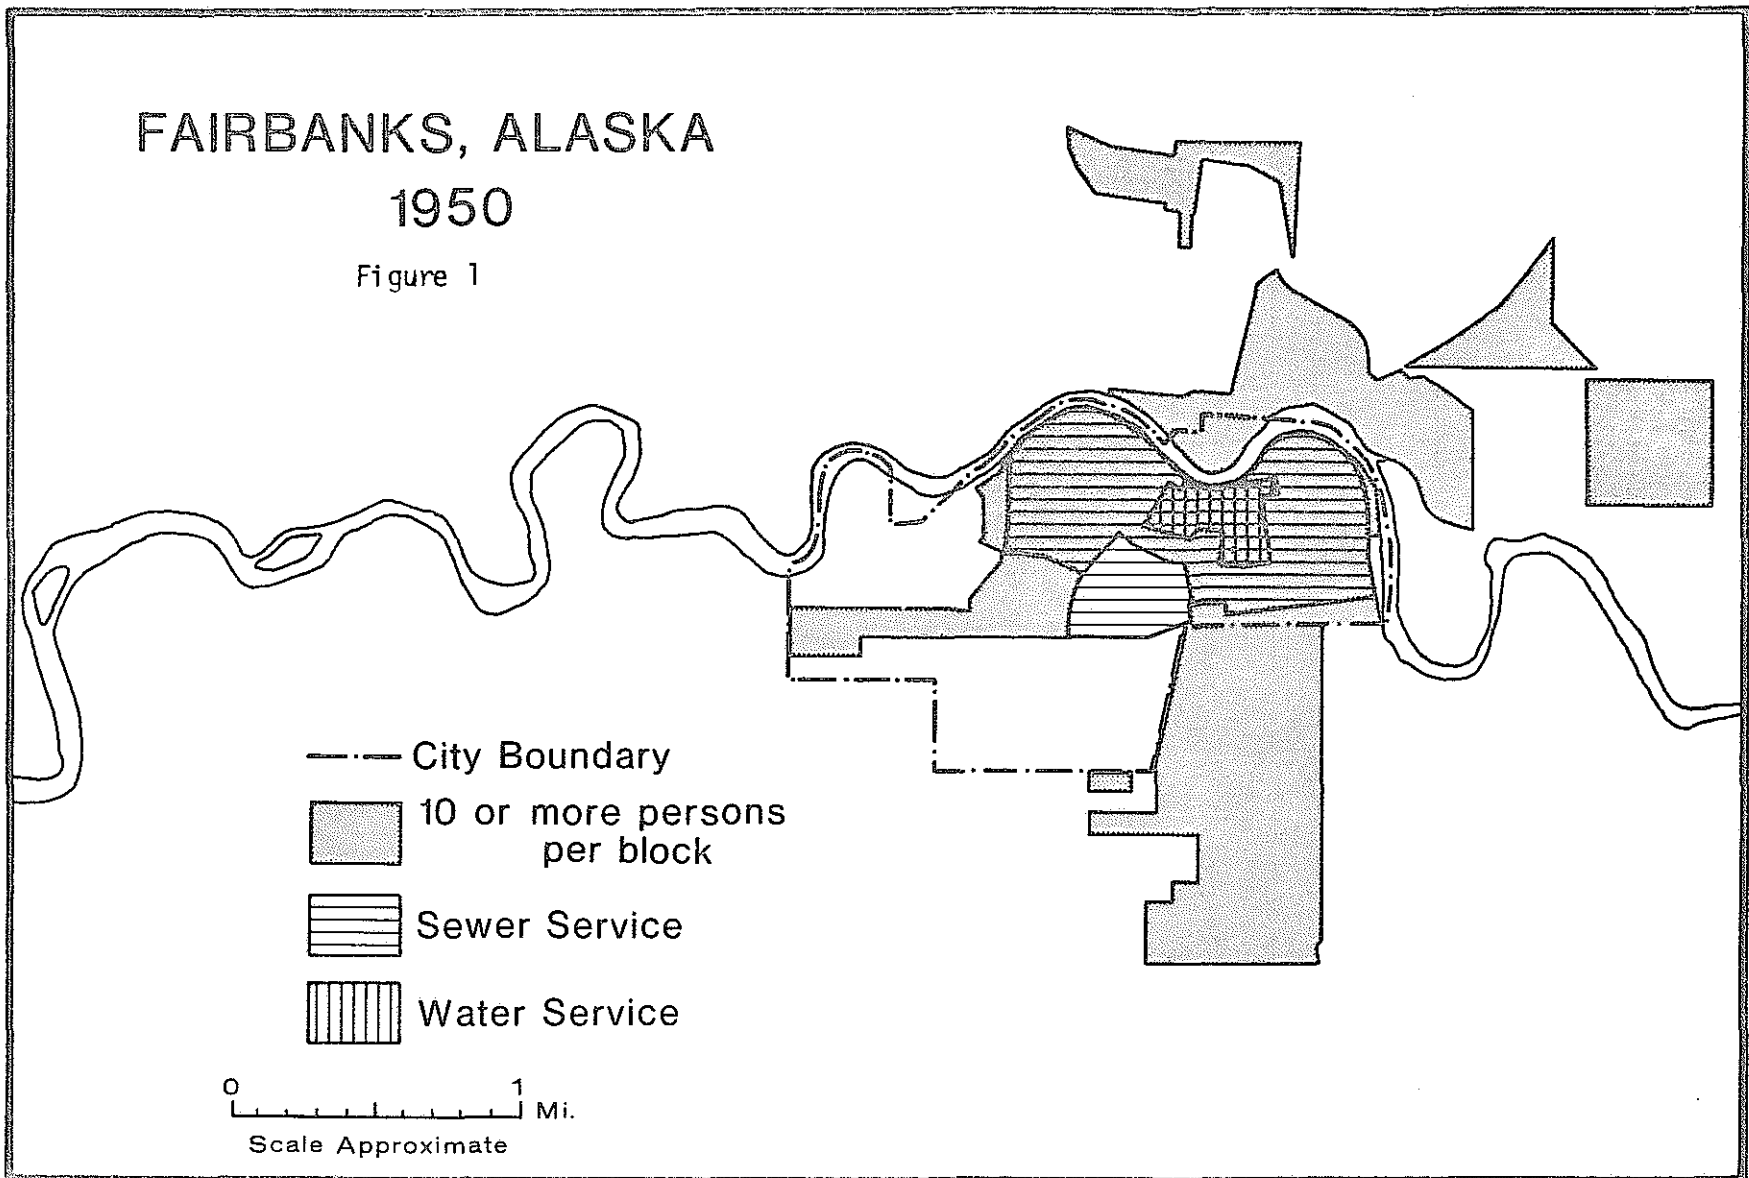 FAIRBANKS, ALASKA
1950
Figure 1
City Boundary
10 or more persons
per block
Sewer Service
Water Service
0 1 Mi.
Scale Approximate